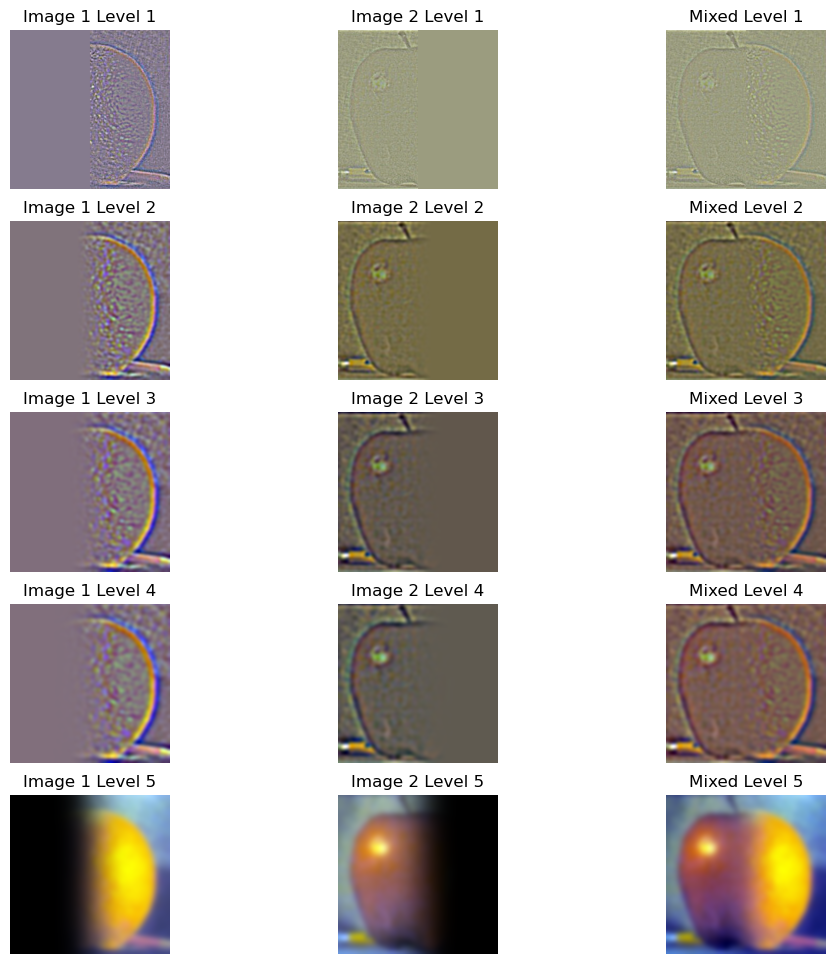 Image 1 Level 1
Image 2 Level 1
Mixed Level 1
Image 1 Level 2
Image 2 Level 2
Mixed Level 2
Image 1 Level 3
Image 2 Level 3
Mixed Level 3
Image 1 Level 4
Image 2 Level 4
Mixed Level 4
Image 1 Level 5
Image 2 Level 5
Mixed Level 5